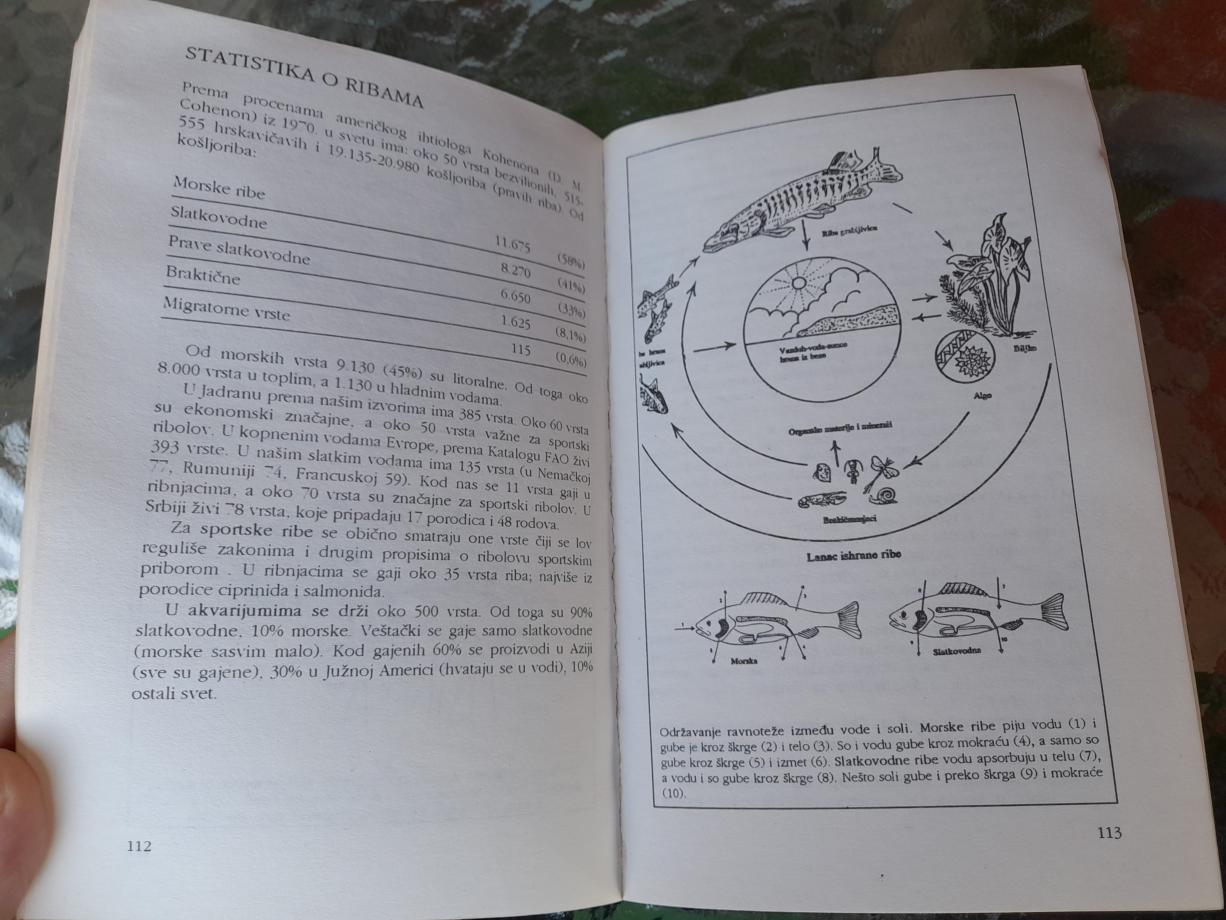 STATISTIKA O RIBAMA
Prema procenama američkog ihtiologa Kohenona (D. M.
Cohenon) iz 1970. u svetu ima: oko 50 vrsta bezvilionih, 515-
555 hrskavičavih i 19.135-20.980 košljoriba (pravih riba). Od
košljoriba:
Morske ribe 11.675 (58%)
Slatkovodne 8.270 (41%)
Prave slatkovodne 6.650 (33%)
Braktične 1.625 (8,1%)
Migratorne vrste 115 (0,6%)
Od morskih vrsta 9.130 (45%) su litoralne. Od toga oko
8.000 vrsta u toplim, a 1.130 u hladnim vodama.
U Jadranu prema našim izvorima ima 385 vrsta. Oko 60 vrsta
su ekonomski značajne, a oko 50 vrsta važne za sportski
ribolov. U kopnenim vodama Evrope, prema Katalogu FAO živi
393 vrste. U našim slatkim vodama ima 135 vrsta (u Nemačkoj
77, Rumuniji 74, Francuskoj 59). Kod nas se 11 vrsta gaji u
ribnjacima, a oko 70 vrsta su značajne za sportski ribolov. U
Srbiji živi 78 vrsta, koje pripadaju 17 porodica i 48 rodova.
Za sportske ribe se obično smatraju one vrste čiji se lov
reguliše zakonima i drugim propisima o ribolovu sportskim
priborom . U ribnjacima se gaji oko 35 vrsta riba; najviše iz
porodice ciprinida i salmonida.
U akvarijumima se drži oko 500 vrsta. Od toga su 90%
slatkovodne, 10% morske. Veštački se gaje samo slatkovodne
(morske sasvim malo). Kod gajenih 60% se proizvodi u Aziji
(sve su gajene), 30% u Južnoj Americi (hvataju se u vodi), 10%
ostali svet.
112
Riba grabljivica
Vazduh-voda-sunce
hrana iz baze
Biljke
Alge
Organske materije i minerali
Beskičmenjaci
Lanac ishrane ribe
Morska
Slatkovodna
Održavanje ravnoteže između vode i soli. Morske ribe piju vodu (1) i
gube je kroz škrge (2) i telo (3). So i vodu gube kroz mokraću (4), a samo so
gube kroz škrge (5) i izmet (6). Slatkovodne ribe vodu apsorbuju u telu (7),
a vodu i so gube kroz škrge (8). Nešto soli gube i preko škrga (9) i mokraće
(10).
113